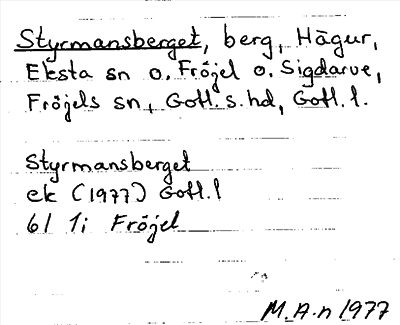 Styrmansberget, berg, Hägur,
Eksta sn o. Fröjel o. Sigdarve,
Fröjels sn, Gotl. s. hd, Gotl. l.
Styrmansberget
ek (1977) Gotl. l
6I 1i Fröjel
M.A-n 1977